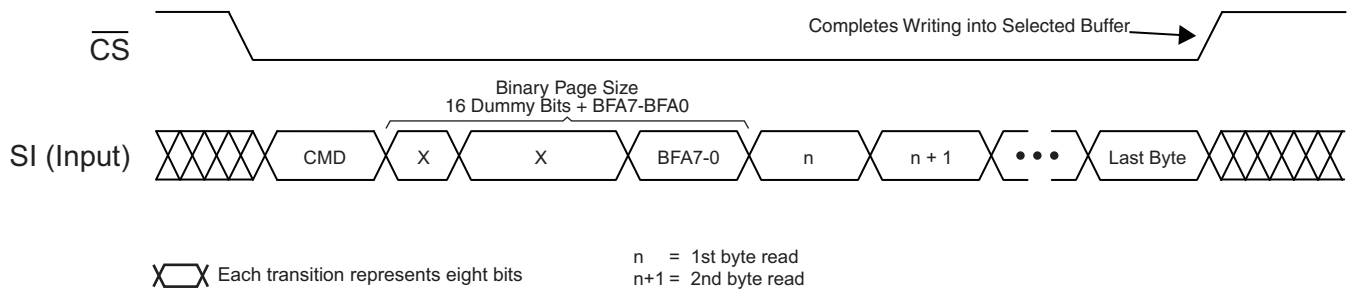 Completes Writing into Selected Buffer
CS
Binary Page Size
16 Dummy Bits + BFA7-BFA0
SI (Input)
CMD
X
X
BFA7-0
n
n + 1
•••
Last Byte
Each transition represents eight bits
n = 1st byte read
n+1 = 2nd byte read